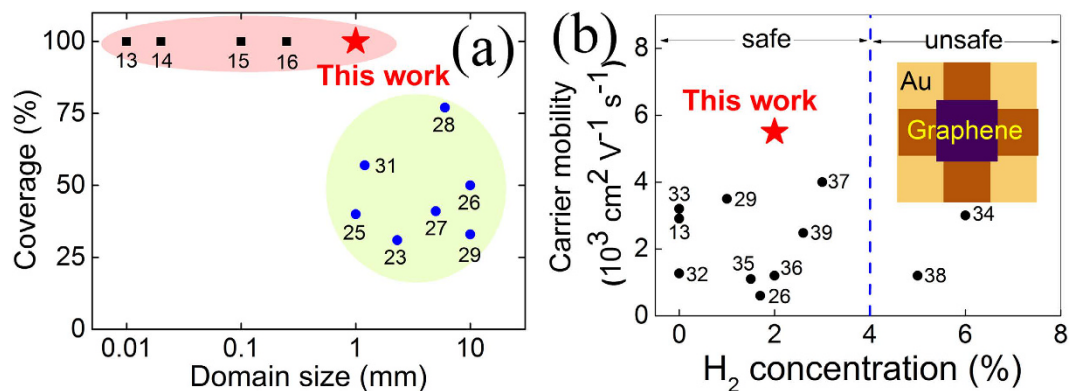 (a)
100
75
50
25
0
Coverage (%)
13 14 15 16
This work
28
31
26
25 27
23 29
0.01 0.1 1 10
Domain size (mm)
(b)
safe unsafe
8
6
4
2
0
Carrier mobility
(10³ cm² V⁻¹ s⁻¹)
This work
Au
Graphene
37
33 29
34
13
39
32 35 36 38
26
0 2 4 6 8
H₂ concentration (%)